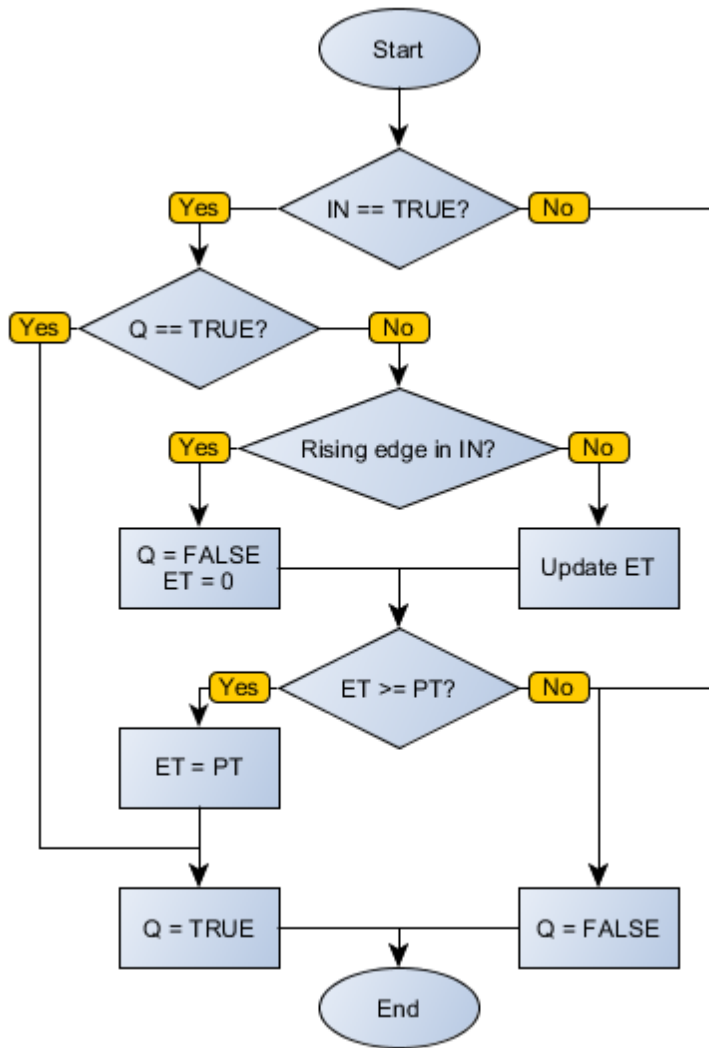 Start
Yes
IN == TRUE?
No
Yes
Q == TRUE?
No
Yes
Rising edge in IN?
No
Q = FALSE
ET = 0
Update ET
Yes
ET >= PT?
No
ET = PT
Q = TRUE
Q = FALSE
End